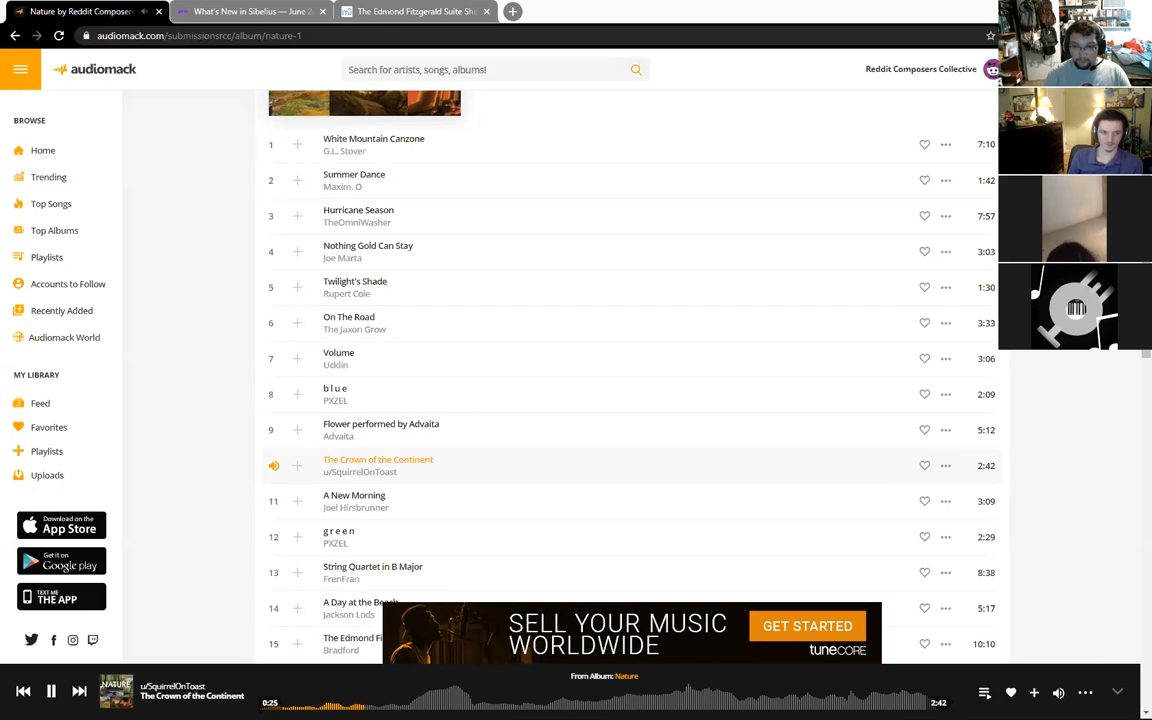 Nature by Reddit Composers
What's New in Sibelius — June 2
The Edmond Fitzgerald Suite She
audiomack.com/submissionsrcc/album/nature-1
audiomack
Search for artists, songs, albums!
Reddit Composers Collective
BROWSE
Home
Trending
Top Songs
Top Albums
Playlists
Accounts to Follow
Recently Added
Audiomack World
MY LIBRARY
Feed
Favorites
Playlists
Uploads
Download on the
App Store
Get it on
Google play
TEXT ME
THE APP
1 White Mountain Canzone 7:10
G.L. Stover
2 Summer Dance 1:42
Maxim. O
3 Hurricane Season 7:57
TheOmniWasher
4 Nothing Gold Can Stay 3:03
Joe Marta
5 Twilight's Shade 1:30
Rupert Cole
6 On The Road 3:33
The Jaxon Grow
7 Volume 3:06
Ucklin
8 b l u e 2:09
PXZEL
9 Flower performed by Advaita 5:12
Advaita
The Crown of the Continent 2:42
u/SquirrelOnToast
11 A New Morning 3:09
Joel Hirsbrunner
12 g r e e n 2:29
PXZEL
13 String Quartet in B Major 8:38
FrenFran
14 A Day at the Bea 5:17
Jackson Lods
15 The Edmond Fi 10:10
Bradford
SELL YOUR MUSIC
WORLDWIDE
GET STARTED
tunecore
NATURE
u/SquirrelOnToast
The Crown of the Continent
From Album: Nature
0:25
2:42